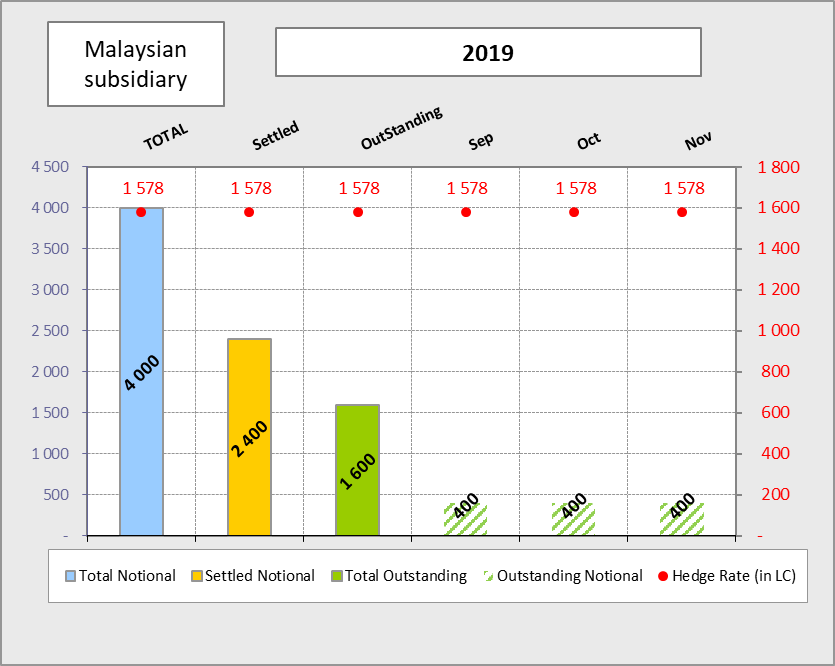 Malaysian
subsidiary
2019
TOTAL
Settled
OutStanding
Sep
Oct
Nov
4 500
4 000
3 500
3 000
2 500
2 000
1 500
1 000
500
-
1 578
1 578
1 578
1 578
1 578
1 578
4 000
2 400
1 600
400
400
400
1 800
1 600
1 400
1 200
1 000
800
600
400
200
-
Total Notional
Settled Notional
Total Outstanding
Outstanding Notional
Hedge Rate (in LC)